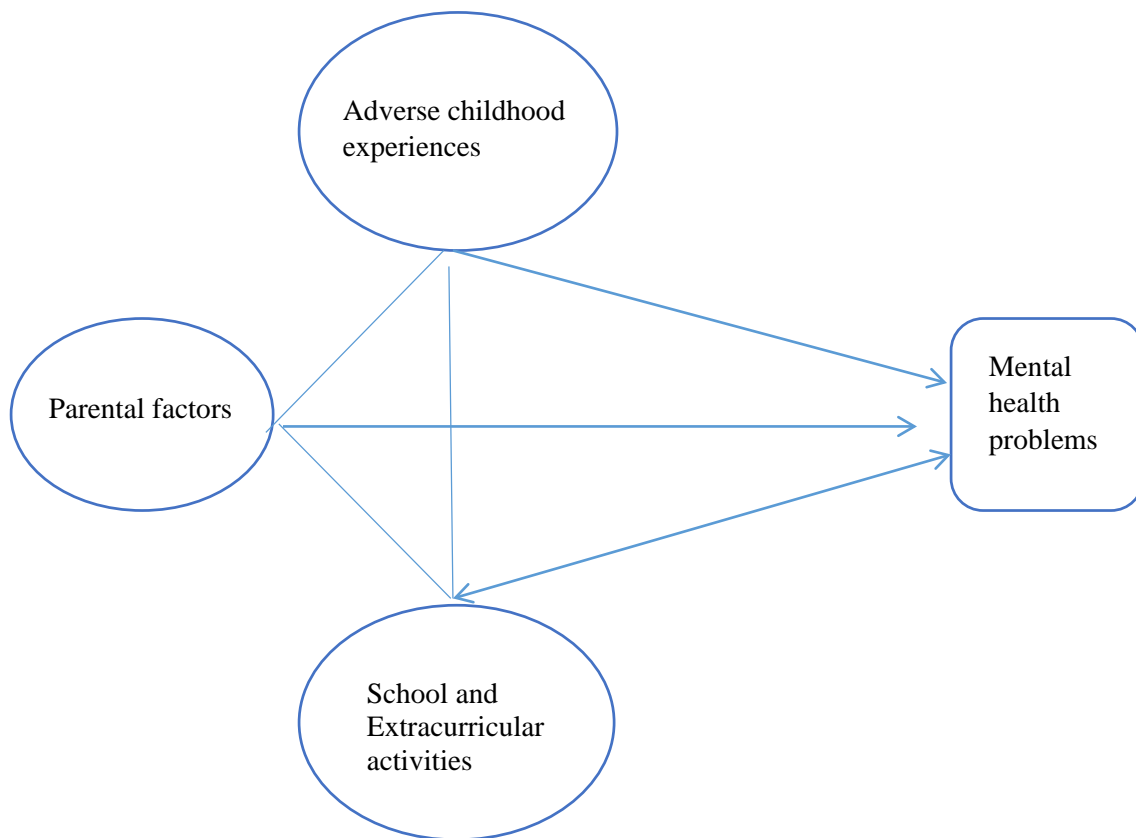 Adverse childhood
experiences
Parental factors
Mental
health
problems
School and
Extracurricular
activities